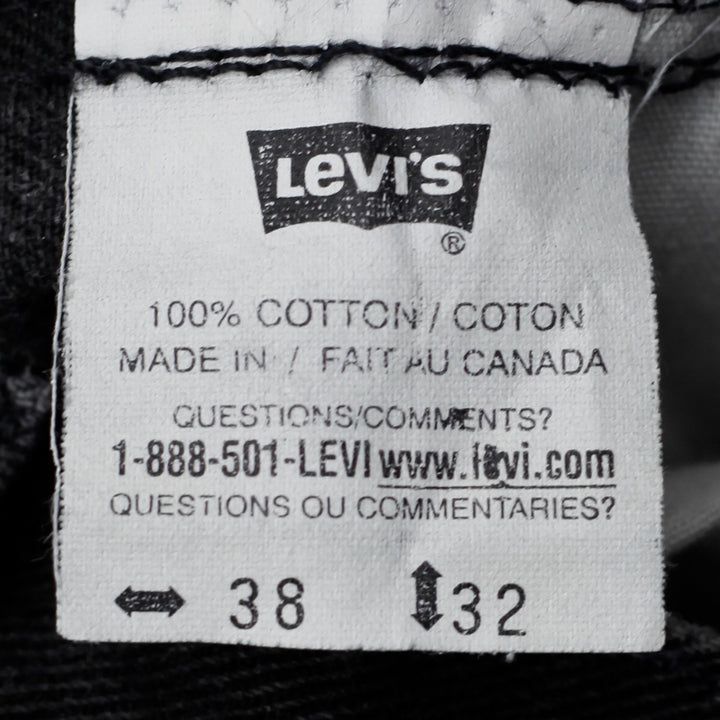 LEVI'S
®
100% COTTON / COTON
MADE IN / FAIT AU CANADA
QUESTIONS/COMMENTS?
1-888-501-LEVI www.levi.com
QUESTIONS OU COMMENTARIES?
38 32